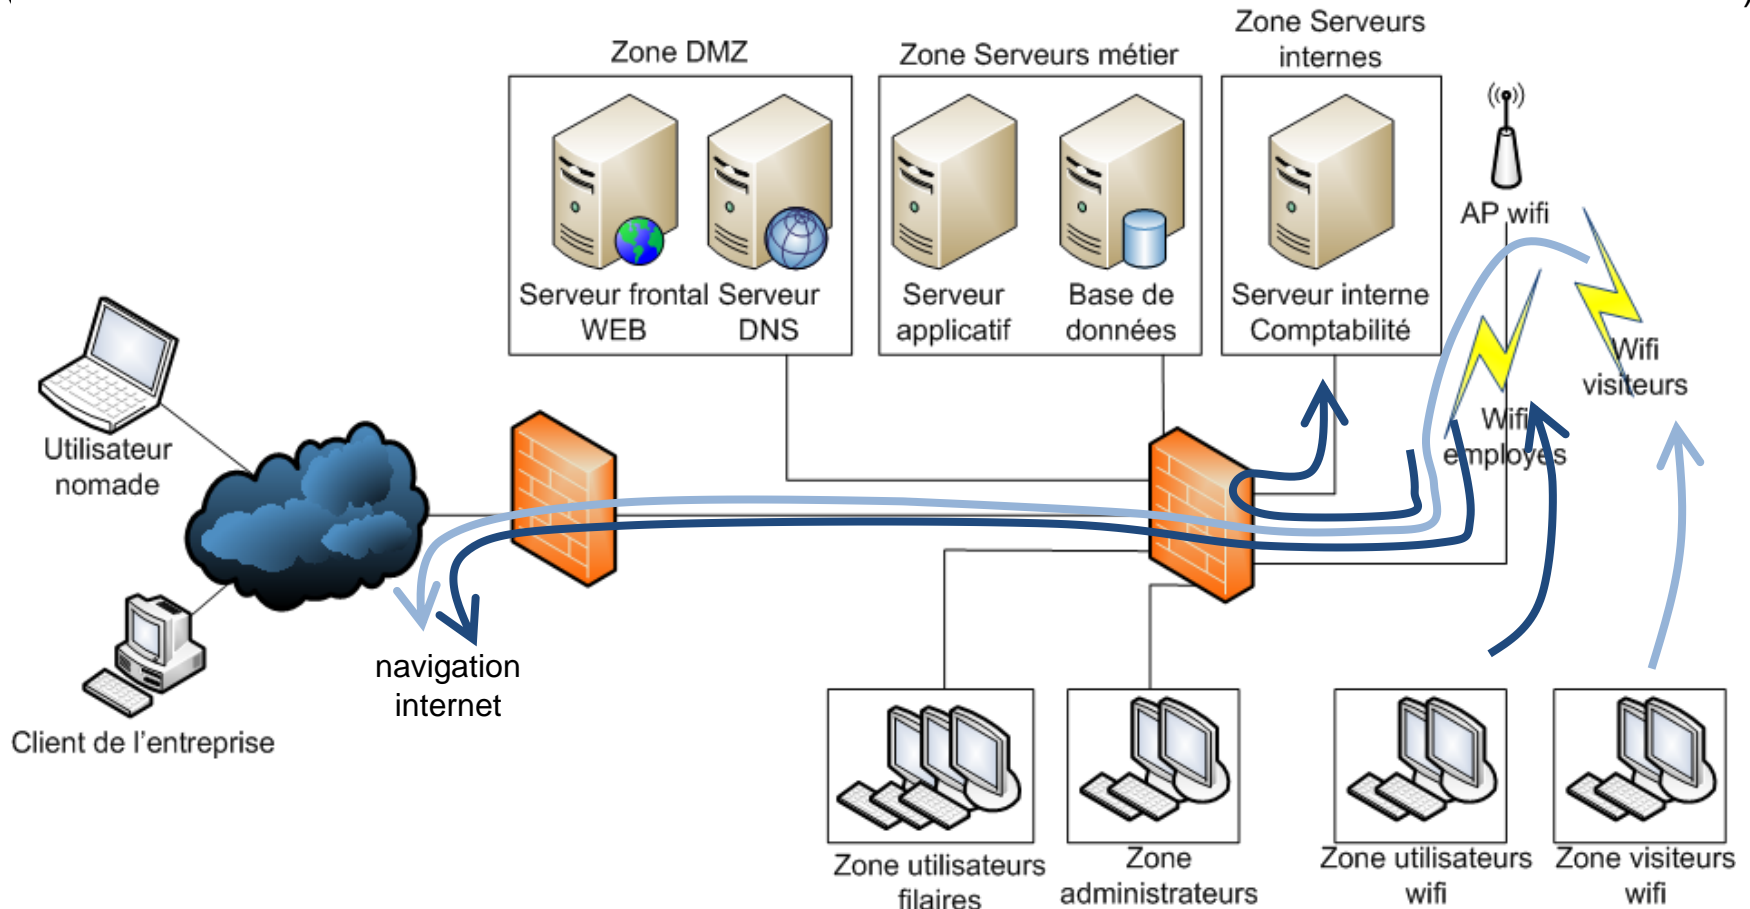 Zone DMZ
Zone Serveurs métier
Zone Serveurs
internes
Serveur frontal
WEB
Serveur
DNS
Serveur
applicatif
Base de
données
Serveur interne
Comptabilité
AP wifi
Wifi
visiteurs
Wifi
employés
Utilisateur
nomade
Client de l'entreprise
navigation
internet
Zone utilisateurs
filaires
Zone
administrateurs
Zone utilisateurs
wifi
Zone visiteurs
wifi